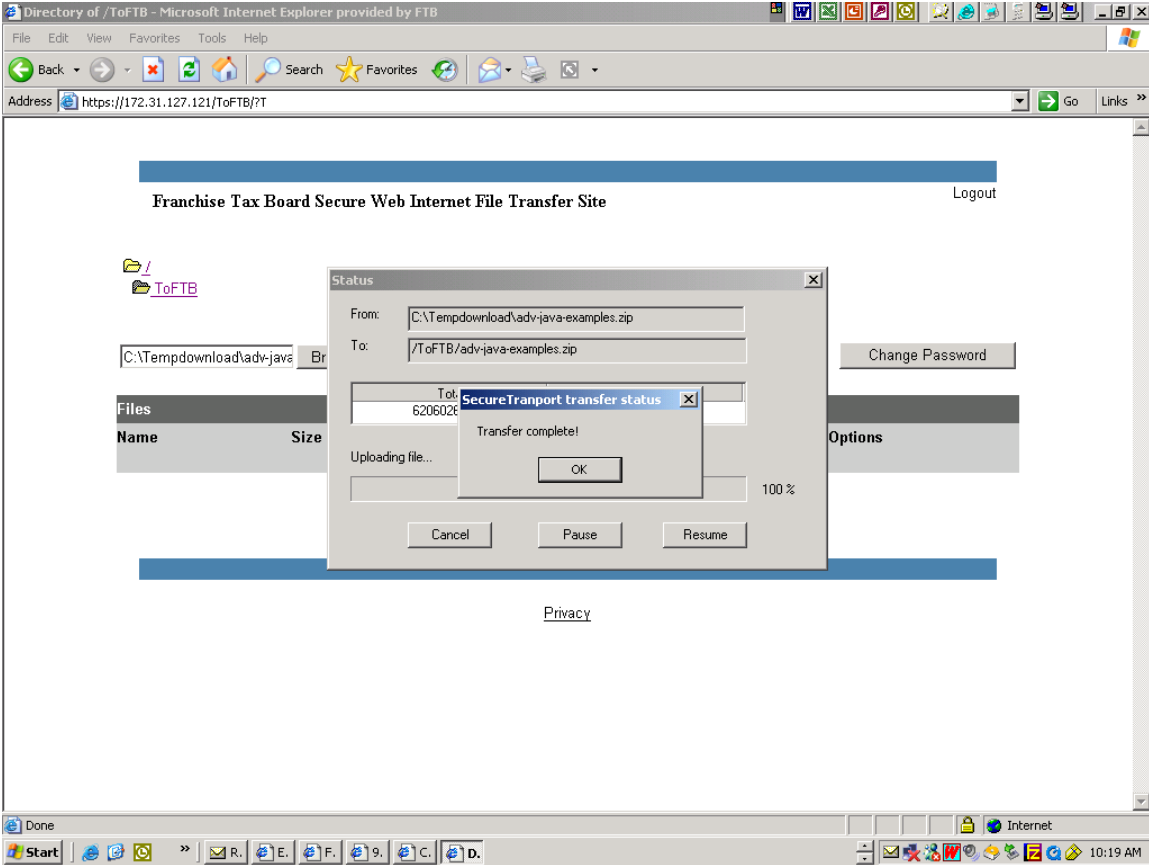 Directory of /ToFTB - Microsoft Internet Explorer provided by FTB
File Edit View Favorites Tools Help
Back Search Favorites
Address https://172.31.127.121/ToFTB/?T Go Links »
Franchise Tax Board Secure Web Internet File Transfer Site
Logout
/
ToFTB
C:\Tempdownload\adv-java Br
Change Password
Files
Name Size Options
Status
From: C:\Tempdownload\adv-java-examples.zip
To: /ToFTB/adv-java-examples.zip
Tot
6206026
SecureTranport transfer status
Transfer complete!
OK
Uploading file...
100 %
Cancel Pause Resume
Privacy
Done Internet
Start » R. E. F. 9. C. D. 10:19 AM